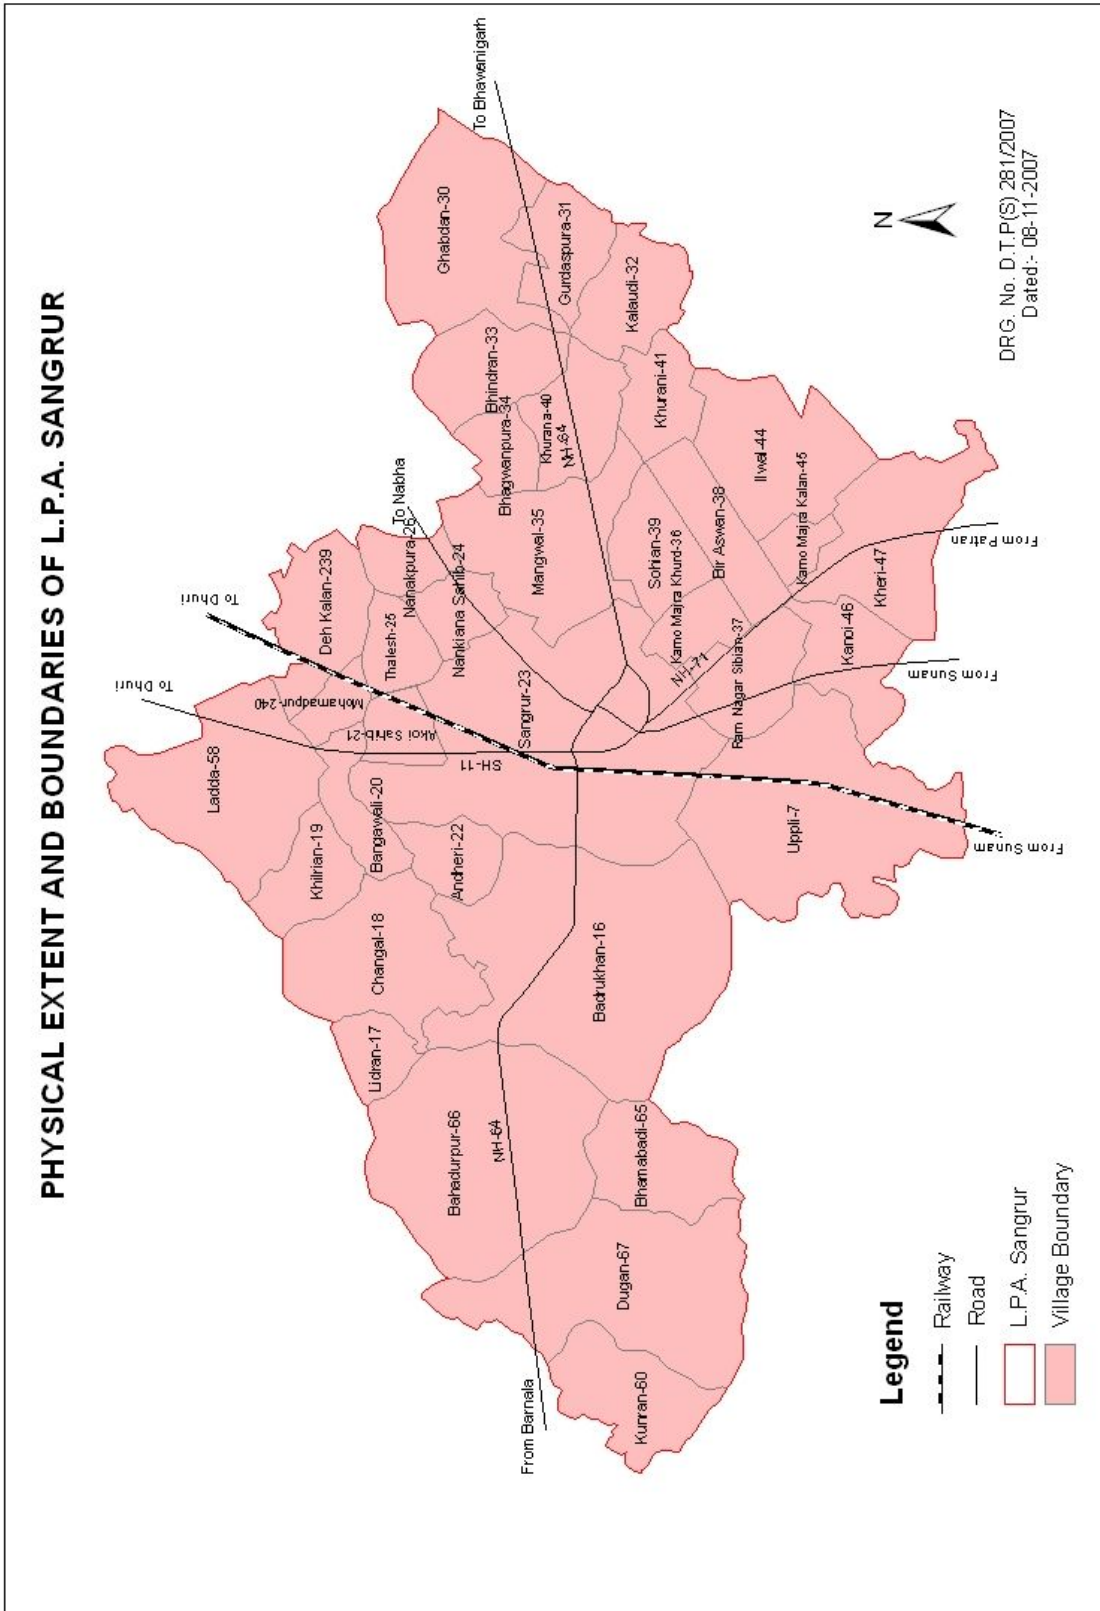 PHYSICAL EXTENT AND BOUNDARIES OF L.P.A. SANGRUR
To Dhuri
To Dhuri
Ladda-58
Deh Kalan-239
Mohamadpur-240
Khilrian-19
Thalesh-25
Nanakpura-26
To Nabha
Akoi Sahib-21
Bangawali-20
Changal-18
Lidran-17
Nankiana Sahib-24
Andheri-22
SH-11
Sangrur-23
Bhagwanpura-34
Bhindran-33
Ghabdan-30
To Bhawanigarh
Mangwal-35
Khurana-40
NH-64
Gurdaspura-31
Kalaudi-32
Khurani-41
Bahadurpur-66
NH-64
From Barnala
Badrukhan-16
Sohian-39
Kamo Majra Khurd-36
Bir Aswan-38
NH-71
Ram Nagar Sibian-37
Ilwal-44
Kamo Majra Kalan-45
Bhamabadi-65
Dugan-67
Kunran-60
Uppli-7
Kanoi-46
Kheri-47
From Patran
From Sunam
From Sunam
N
Legend
Railway
Road
L.P.A. Sangrur
Village Boundary
DRG. No. D.T.P(S) 281/2007
Dated:- 08-11-2007